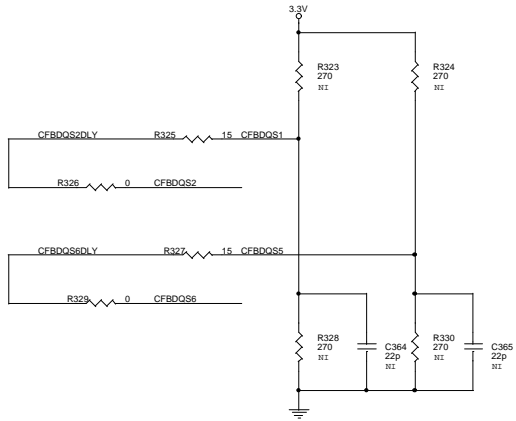 3.3V
R323
270
NI
R324
270
NI
CFBDQS2DLY R325 15 CFBDQS1
R326 0 CFBDQS2
CFBDQS6DLY R327 15 CFBDQS5
R329 0 CFBDQS6
R328
270
NI
C364
22p
NI
R330
270
NI
C365
22p
NI